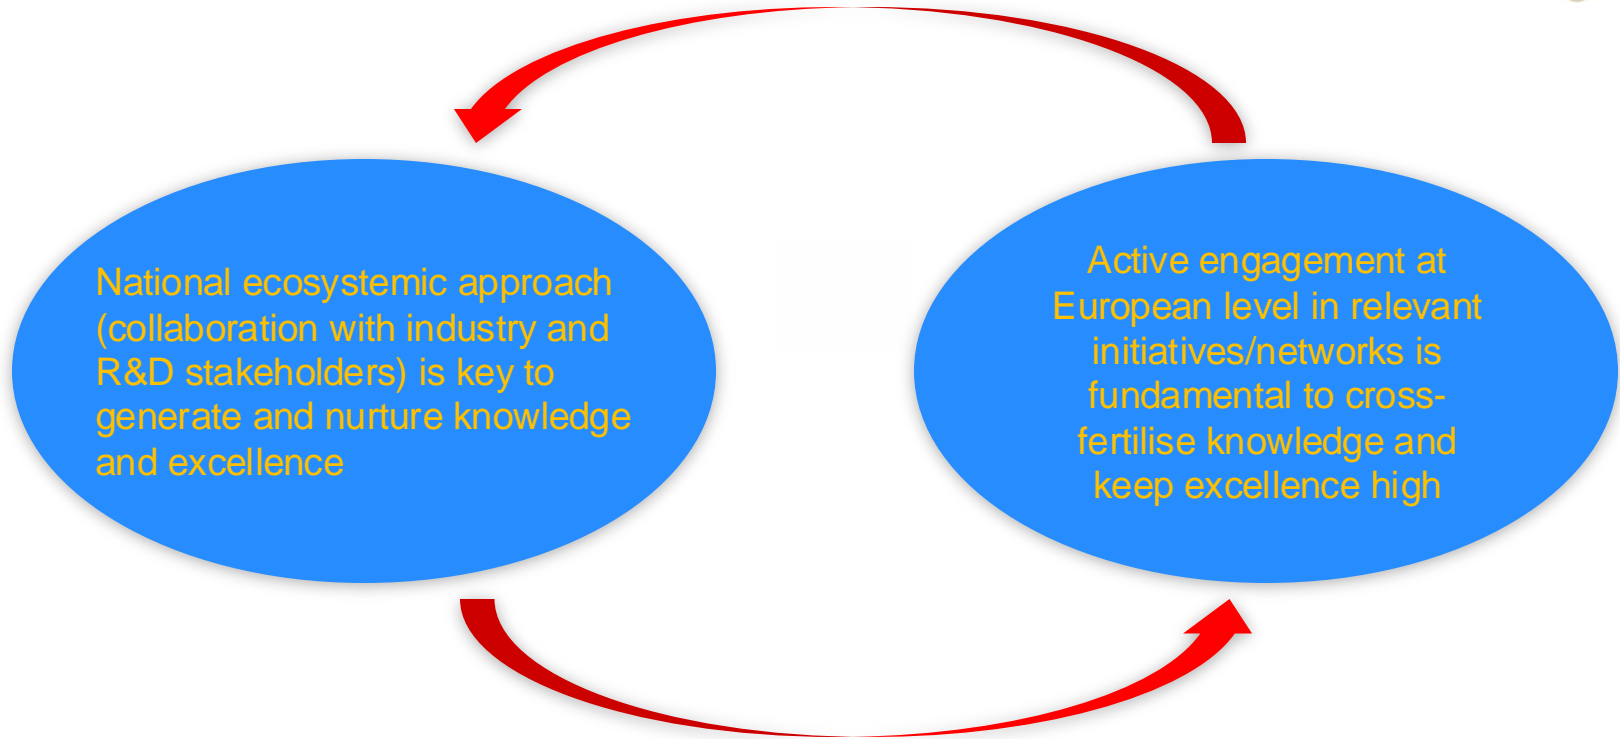 National ecosystemic approach
(collaboration with industry and
R&D stakeholders) is key to
generate and nurture knowledge
and excellence
Active engagement at
European level in relevant
initiatives/networks is
fundamental to cross-
fertilise knowledge and
keep excellence high